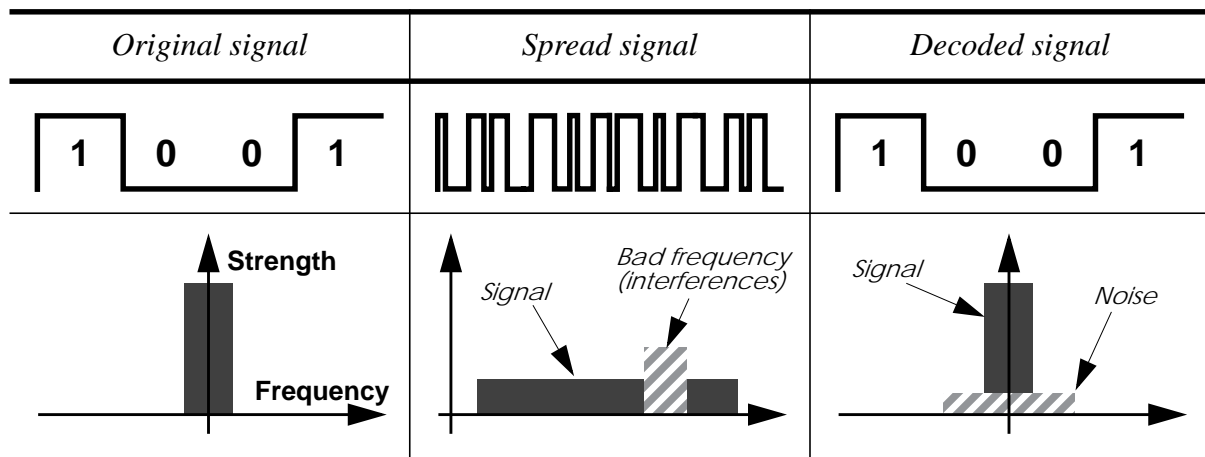 Original signal
Spread signal
Decoded signal
1 0 0 1
1 0 0 1
Strength
Frequency
Signal
Bad frequency
(interferences)
Signal
Noise